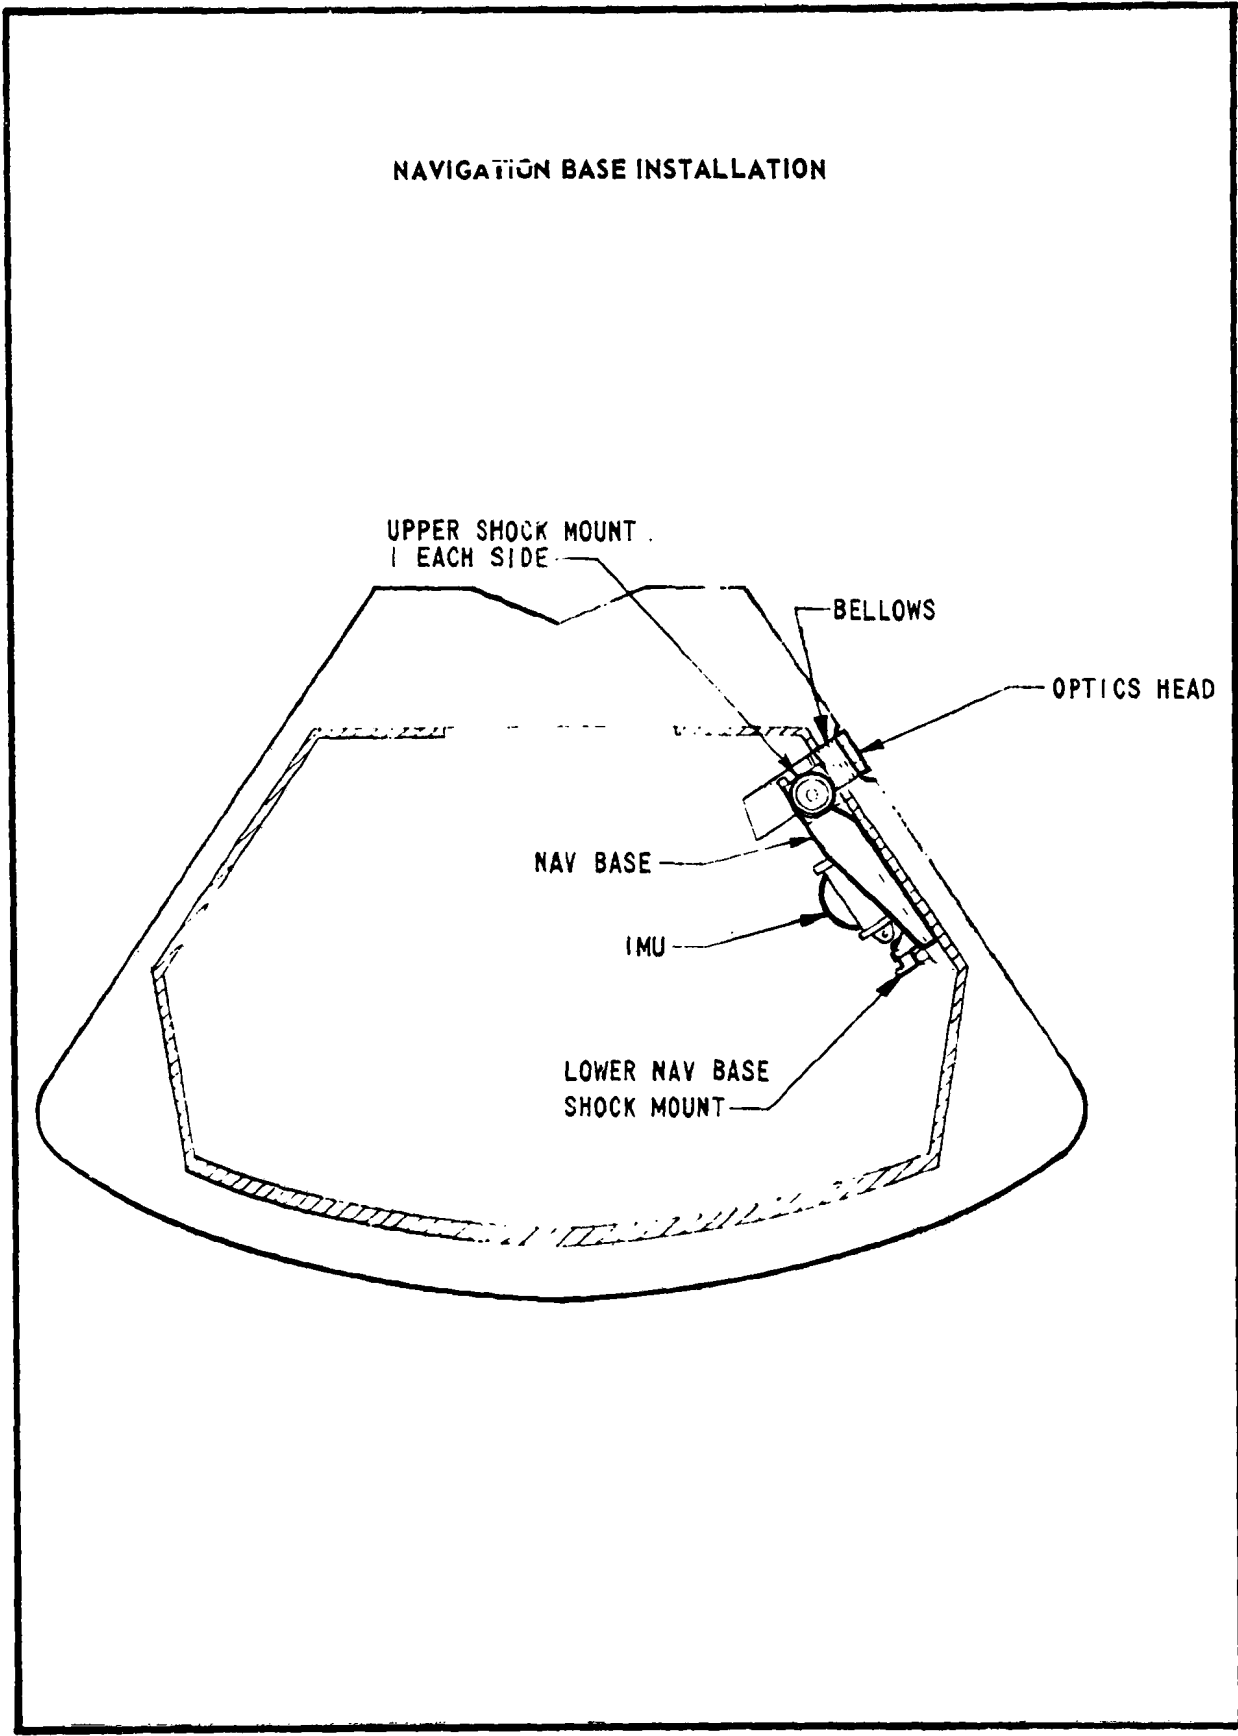 NAVIGATION BASE INSTALLATION
UPPER SHOCK MOUNT
1 EACH SIDE
BELLOWS
OPTICS HEAD
NAV BASE
IMU
LOWER NAV BASE
SHOCK MOUNT